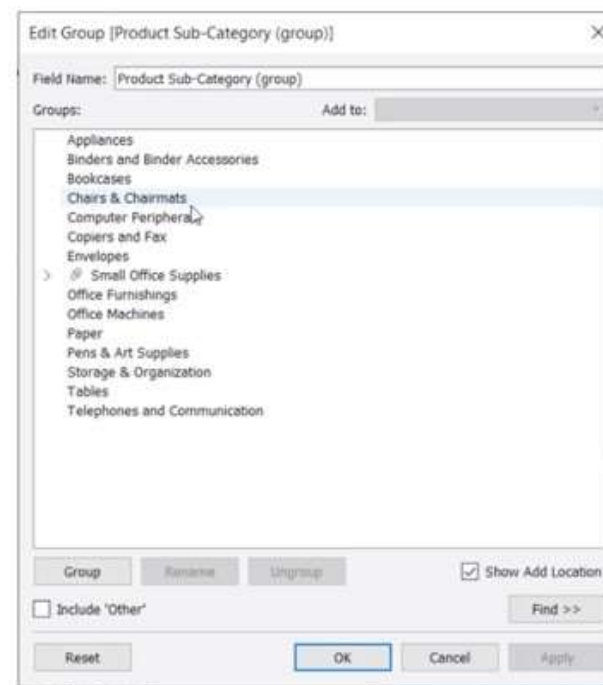 Edit Group [Product Sub-Category (group)]
Field Name: Product Sub-Category (group)
Groups: Add to:
Appliances
Binders and Binder Accessories
Bookcases
Chairs & Chairmats
Computer Peripherals
Copiers and Fax
Envelopes
Small Office Supplies
Office Furnishings
Office Machines
Paper
Pens & Art Supplies
Storage & Organization
Tables
Telephones and Communication
Group Rename Ungroup Show Add Location
Include 'Other' Find >>
Reset OK Cancel Apply